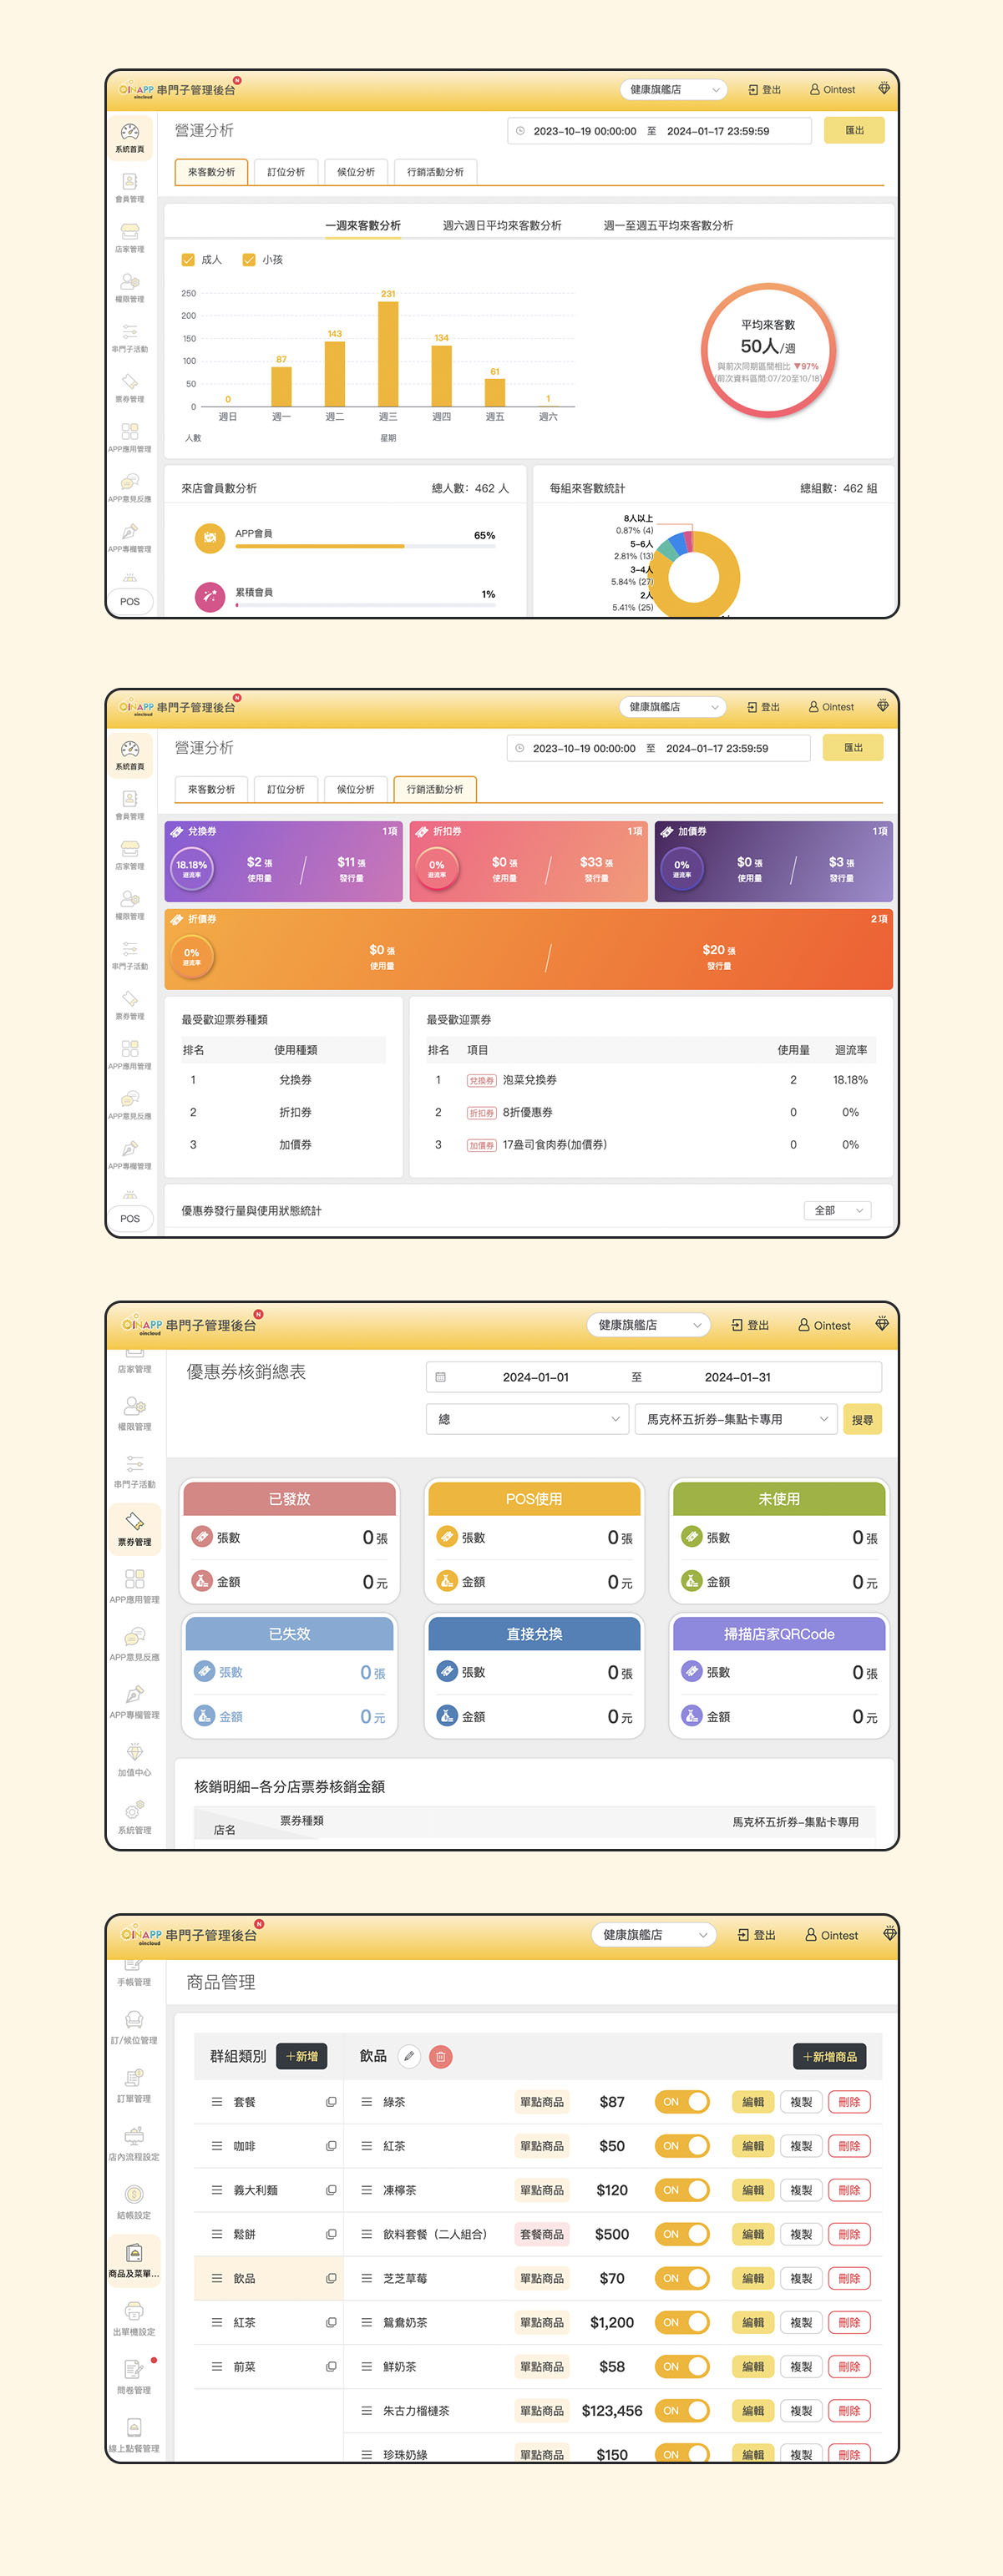 OINAPP 串門子管理後台 N
oincloud
健康旗艦店
登出
Ointest
系統首頁
會員管理
店家管理
權限管理
串門子活動
票券管理
APP應用管理
APP意見反應
APP專欄管理
POS
營運分析
2023-10-19 00:00:00 至 2024-01-17 23:59:59
匯出
來客數分析
訂位分析
候位分析
行銷活動分析
一週來客數分析
週六週日平均來客數分析
週一至週五平均來客數分析
成人
小孩
250
200
150
100
50
0
0
87
143
231
134
61
1
週日
週一
週二
週三
週四
週五
週六
人數
星期
平均來客數
50人/週
與前次同期區間相比 ▼97%
(前次資料區間:07/20至10/18)
來店會員數分析
總人數：462 人
APP會員
65%
累積會員
1%
每組來客數統計
總組數：462 組
8人以上
0.87% (4)
5-6人
2.81% (13)
3-4人
5.84% (27)
2人
5.41% (25)
OINAPP 串門子管理後台 N
oincloud
健康旗艦店
登出
Ointest
系統首頁
會員管理
店家管理
權限管理
串門子活動
票券管理
APP應用管理
APP意見反應
APP專欄管理
POS
營運分析
2023-10-19 00:00:00 至 2024-01-17 23:59:59
匯出
來客數分析
訂位分析
候位分析
行銷活動分析
兌換券
1項
18.18%
迴流率
$2 張
使用量
$11 張
發行量
折扣券
1項
0%
迴流率
$0 張
使用量
$33 張
發行量
加價券
1項
0%
迴流率
$0 張
使用量
$3 張
發行量
折價券
2項
0%
迴流率
$0 張
使用量
$20 張
發行量
最受歡迎票券種類
排名 使用種類
1 兌換券
2 折扣券
3 加價券
最受歡迎票券
排名 項目 使用量 迴流率
1 兌換券 泡菜兌換券 2 18.18%
2 折扣券 8折優惠券 0 0%
3 加價券 17盎司食肉券(加價券) 0 0%
優惠券發行量與使用狀態統計
全部
OINAPP 串門子管理後台 N
oincloud
健康旗艦店
登出
Ointest
店家管理
權限管理
串門子活動
票券管理
APP應用管理
APP意見反應
APP專欄管理
加值中心
系統管理
優惠券核銷總表
2024-01-01 至 2024-01-31
總
馬克杯五折券-集點卡專用
搜尋
已發放
張數 0 張
金額 0 元
POS使用
張數 0 張
金額 0 元
未使用
張數 0 張
金額 0 元
已失效
張數 0 張
金額 0 元
直接兌換
張數 0 張
金額 0 元
掃描店家QRCode
張數 0 張
金額 0 元
核銷明細-各分店票券核銷金額
票券種類
店名
馬克杯五折券-集點卡專用
OINAPP 串門子管理後台 N
oincloud
健康旗艦店
登出
Ointest
手帳管理
訂/候位管理
訂單管理
店內流程設定
結帳設定
商品及菜單...
出單機設定
問卷管理
線上點餐管理
商品管理
群組類別
＋新增
飲品
＋新增商品
套餐
咖啡
義大利麵
鬆餅
飲品
紅茶
前菜
綠茶 單點商品 $87 ON 編輯 複製 刪除
紅茶 單點商品 $50 ON 編輯 複製 刪除
凍檸茶 單點商品 $120 ON 編輯 複製 刪除
飲料套餐（二人組合） 套餐商品 $500 ON 編輯 複製 刪除
芝芝草莓 單點商品 $70 ON 編輯 複製 刪除
鴛鴦奶茶 單點商品 $1,200 ON 編輯 複製 刪除
鮮奶茶 單點商品 $58 ON 編輯 複製 刪除
朱古力榴槤茶 單點商品 $123,456 ON 編輯 複製 刪除
珍珠奶綠 單點商品 $150 ON 編輯 複製 刪除